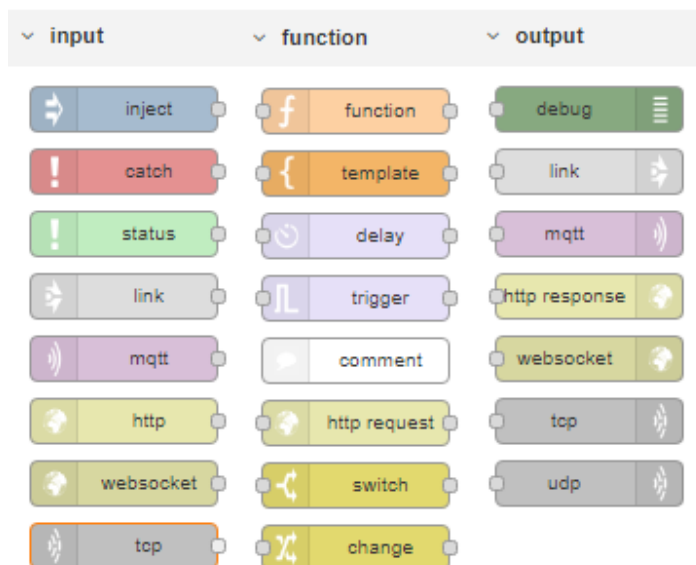 input
inject
catch
status
link
mqtt
http
websocket
tcp
function
function
template
delay
trigger
comment
http request
switch
change
output
debug
link
mqtt
http response
websocket
tcp
udp